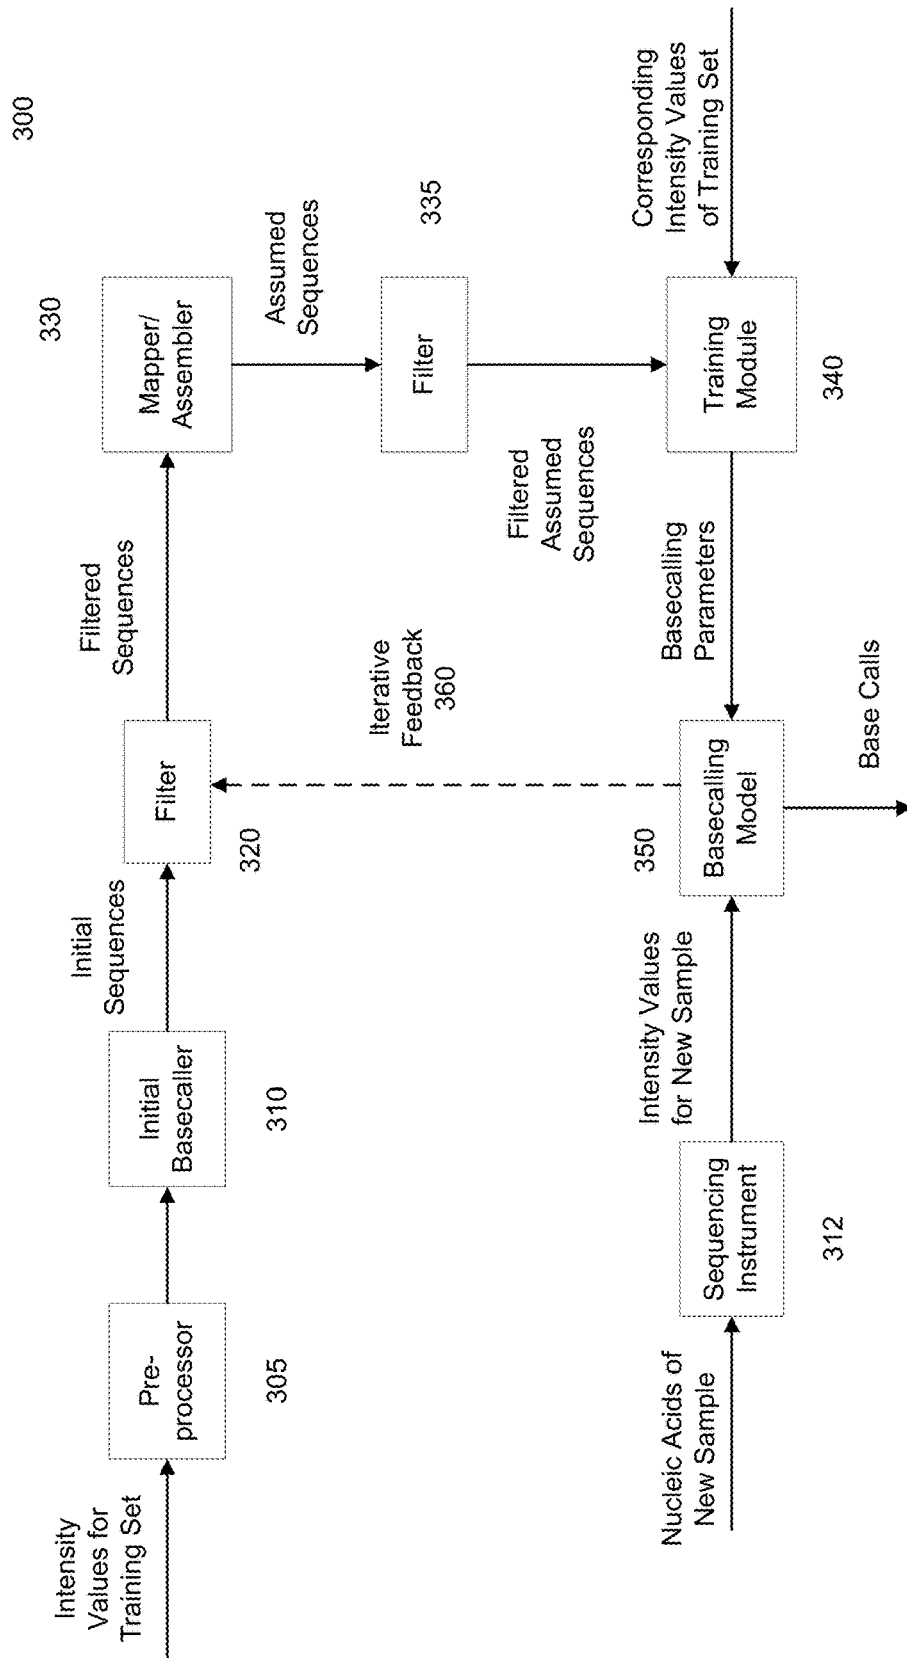 300
Intensity
Values for
Training Set
Pre-
processor
305
Initial
Basecaller
310
Initial
Sequences
Filter
320
Filtered
Sequences
Mapper/
Assembler
330
Assumed
Sequences
Filter
335
Filtered
Assumed
Sequences
Iterative
Feedback
360
Nucleic Acids of
New Sample
Sequencing
Instrument
312
Intensity Values
for New Sample
Basecalling
Model
350
Basecalling
Parameters
Training
Module
340
Corresponding
Intensity Values
of Training Set
Base Calls